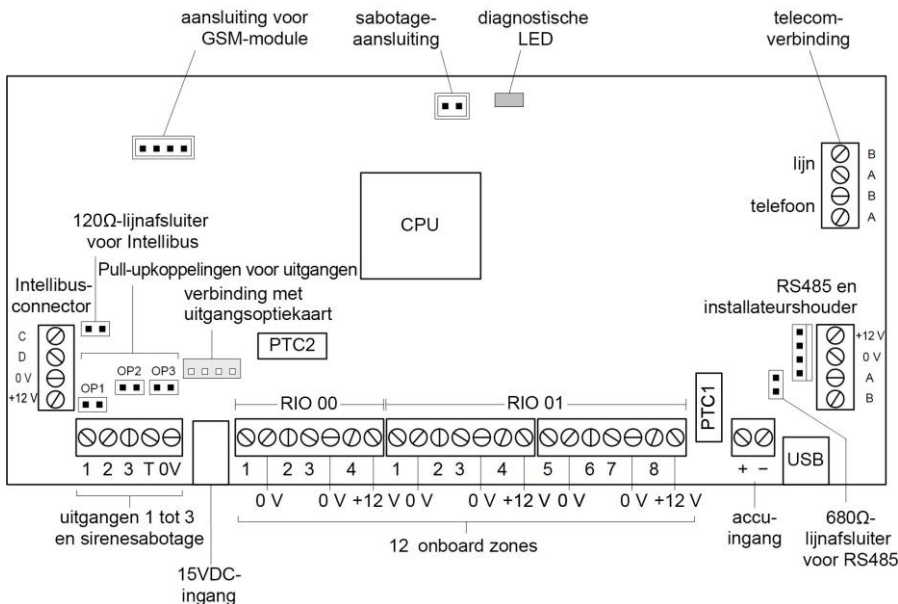 aansluiting voor
GSM-module
sabotage-
aansluiting
diagnostische
LED
telecom-
verbinding
lijn
telefoon
B
A
B
A
CPU
120Ω-lijnafsluiter
voor Intellibus
Pull-upkoppelingen voor uitgangen
verbinding met
uitgangsoptiekaart
Intellibus-
connector
C
D
0 V
+12 V
OP1
OP2
OP3
PTC2
RS485 en
installateurshouder
+12 V
0 V
A
B
PTC1
RIO 00
RIO 01
1 2 3 T 0V
1 2 3 4 1 2 3 4 5 6 7 8
0 V 0 V +12 V 0 V 0 V +12 V 0 V 0 V +12 V
+ −
USB
uitgangen 1 tot 3
en sirenesabotage
15VDC-
ingang
12 onboard zones
accu-
ingang
680Ω-
lijnafsluiter
voor RS485